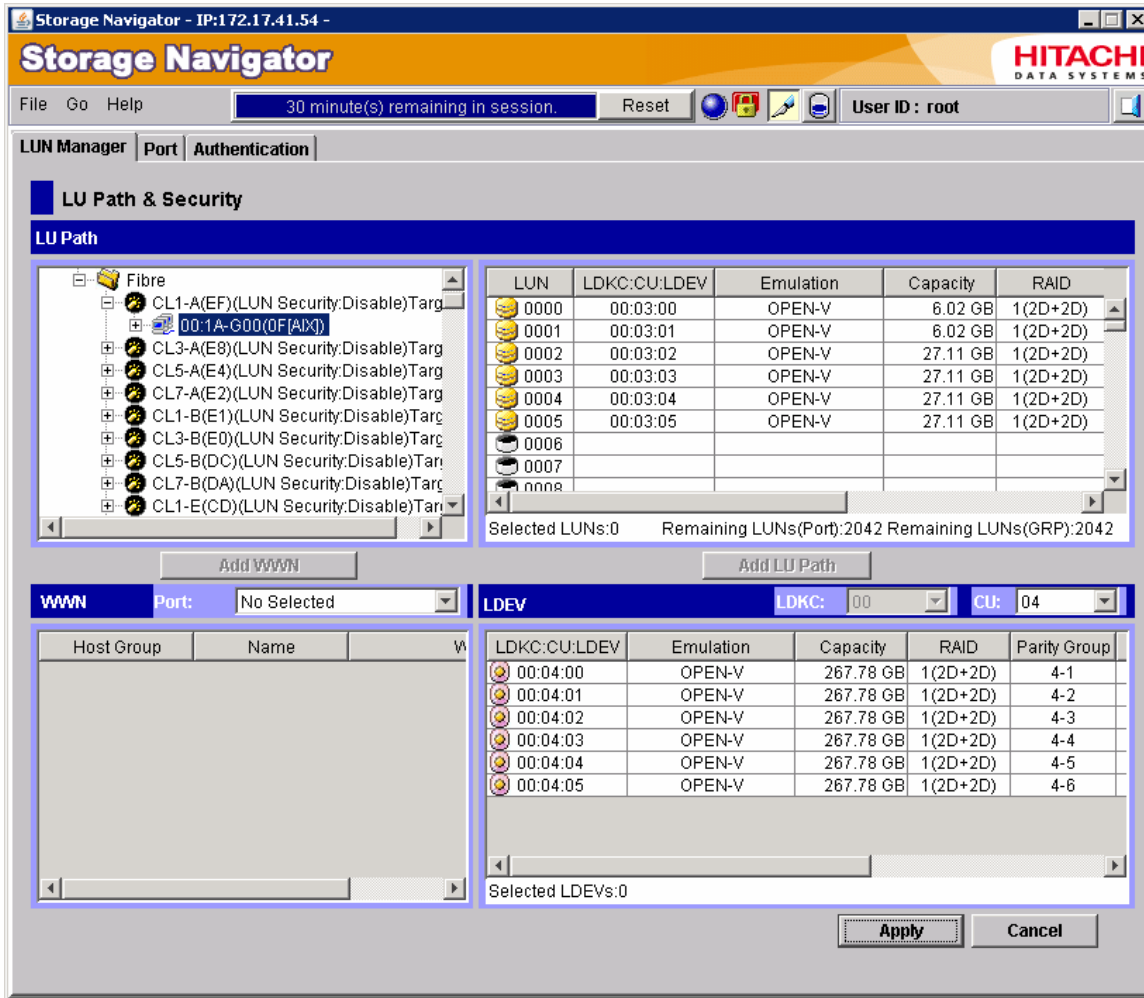 Storage Navigator - IP:172.17.41.54 -
Storage Navigator
HITACHI
DATA SYSTEMS
File Go Help 30 minute(s) remaining in session. Reset User ID : root
LUN Manager Port Authentication
LU Path & Security
LU Path
Fibre
CL1-A(EF)(LUN Security:Disable)Targ
00:1A-G00(0F[AIX])
CL3-A(E8)(LUN Security:Disable)Targ
CL5-A(E4)(LUN Security:Disable)Targ
CL7-A(E2)(LUN Security:Disable)Targ
CL1-B(E1)(LUN Security:Disable)Targ
CL3-B(E0)(LUN Security:Disable)Targ
CL5-B(DC)(LUN Security:Disable)Tar
CL7-B(DA)(LUN Security:Disable)Targ
CL1-E(CD)(LUN Security:Disable)Tar
LUN LDKC:CU:LDEV Emulation Capacity RAID
0000 00:03:00 OPEN-V 6.02 GB 1(2D+2D)
0001 00:03:01 OPEN-V 6.02 GB 1(2D+2D)
0002 00:03:02 OPEN-V 27.11 GB 1(2D+2D)
0003 00:03:03 OPEN-V 27.11 GB 1(2D+2D)
0004 00:03:04 OPEN-V 27.11 GB 1(2D+2D)
0005 00:03:05 OPEN-V 27.11 GB 1(2D+2D)
0006
0007
0008
Selected LUNs:0 Remaining LUNs(Port):2042 Remaining LUNs(GRP):2042
Add WWN Add LU Path
WWN Port: No Selected
Host Group Name W
LDEV LDKC: 00 CU: 04
LDKC:CU:LDEV Emulation Capacity RAID Parity Group
00:04:00 OPEN-V 267.78 GB 1(2D+2D) 4-1
00:04:01 OPEN-V 267.78 GB 1(2D+2D) 4-2
00:04:02 OPEN-V 267.78 GB 1(2D+2D) 4-3
00:04:03 OPEN-V 267.78 GB 1(2D+2D) 4-4
00:04:04 OPEN-V 267.78 GB 1(2D+2D) 4-5
00:04:05 OPEN-V 267.78 GB 1(2D+2D) 4-6
Selected LDEVs:0
Apply Cancel